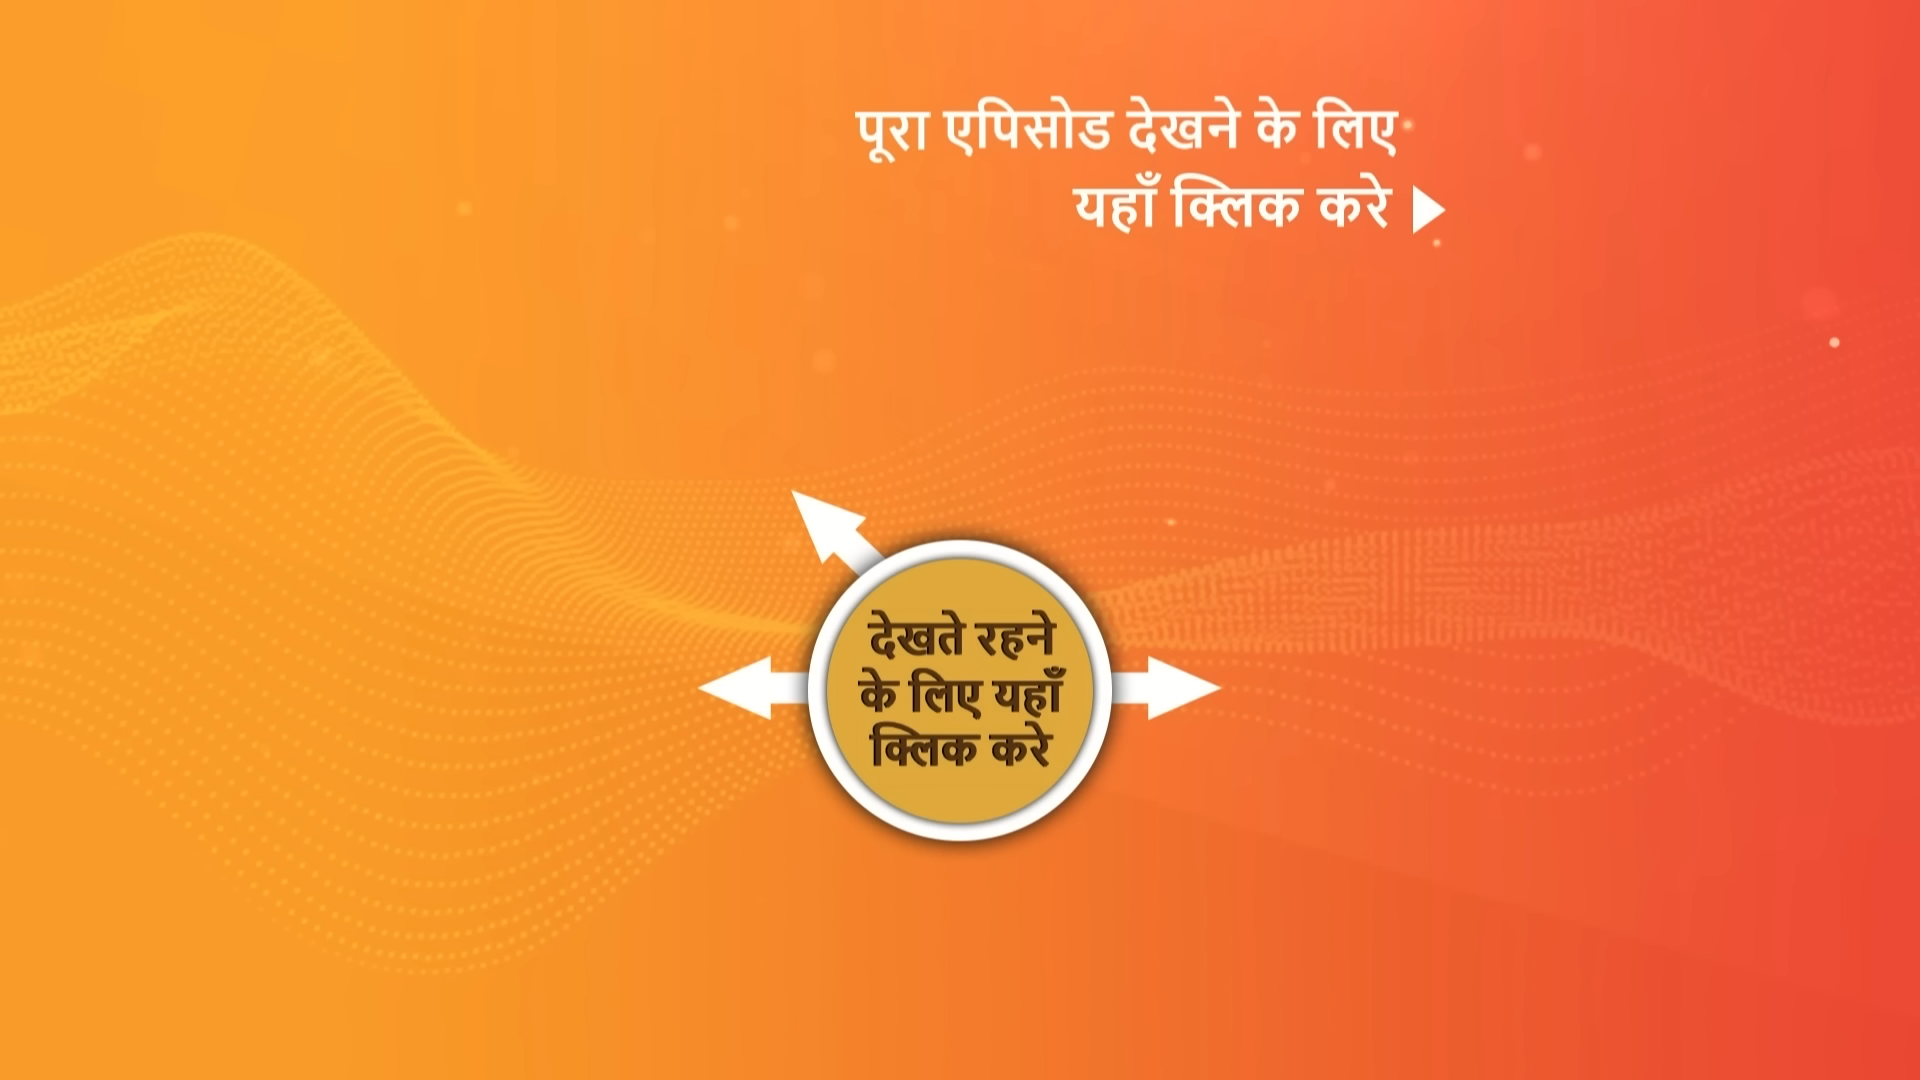 पूरा एपिसोड देखने के लिए
यहाँ क्लिक करे
देखते रहने
के लिए यहाँ
क्लिक करे